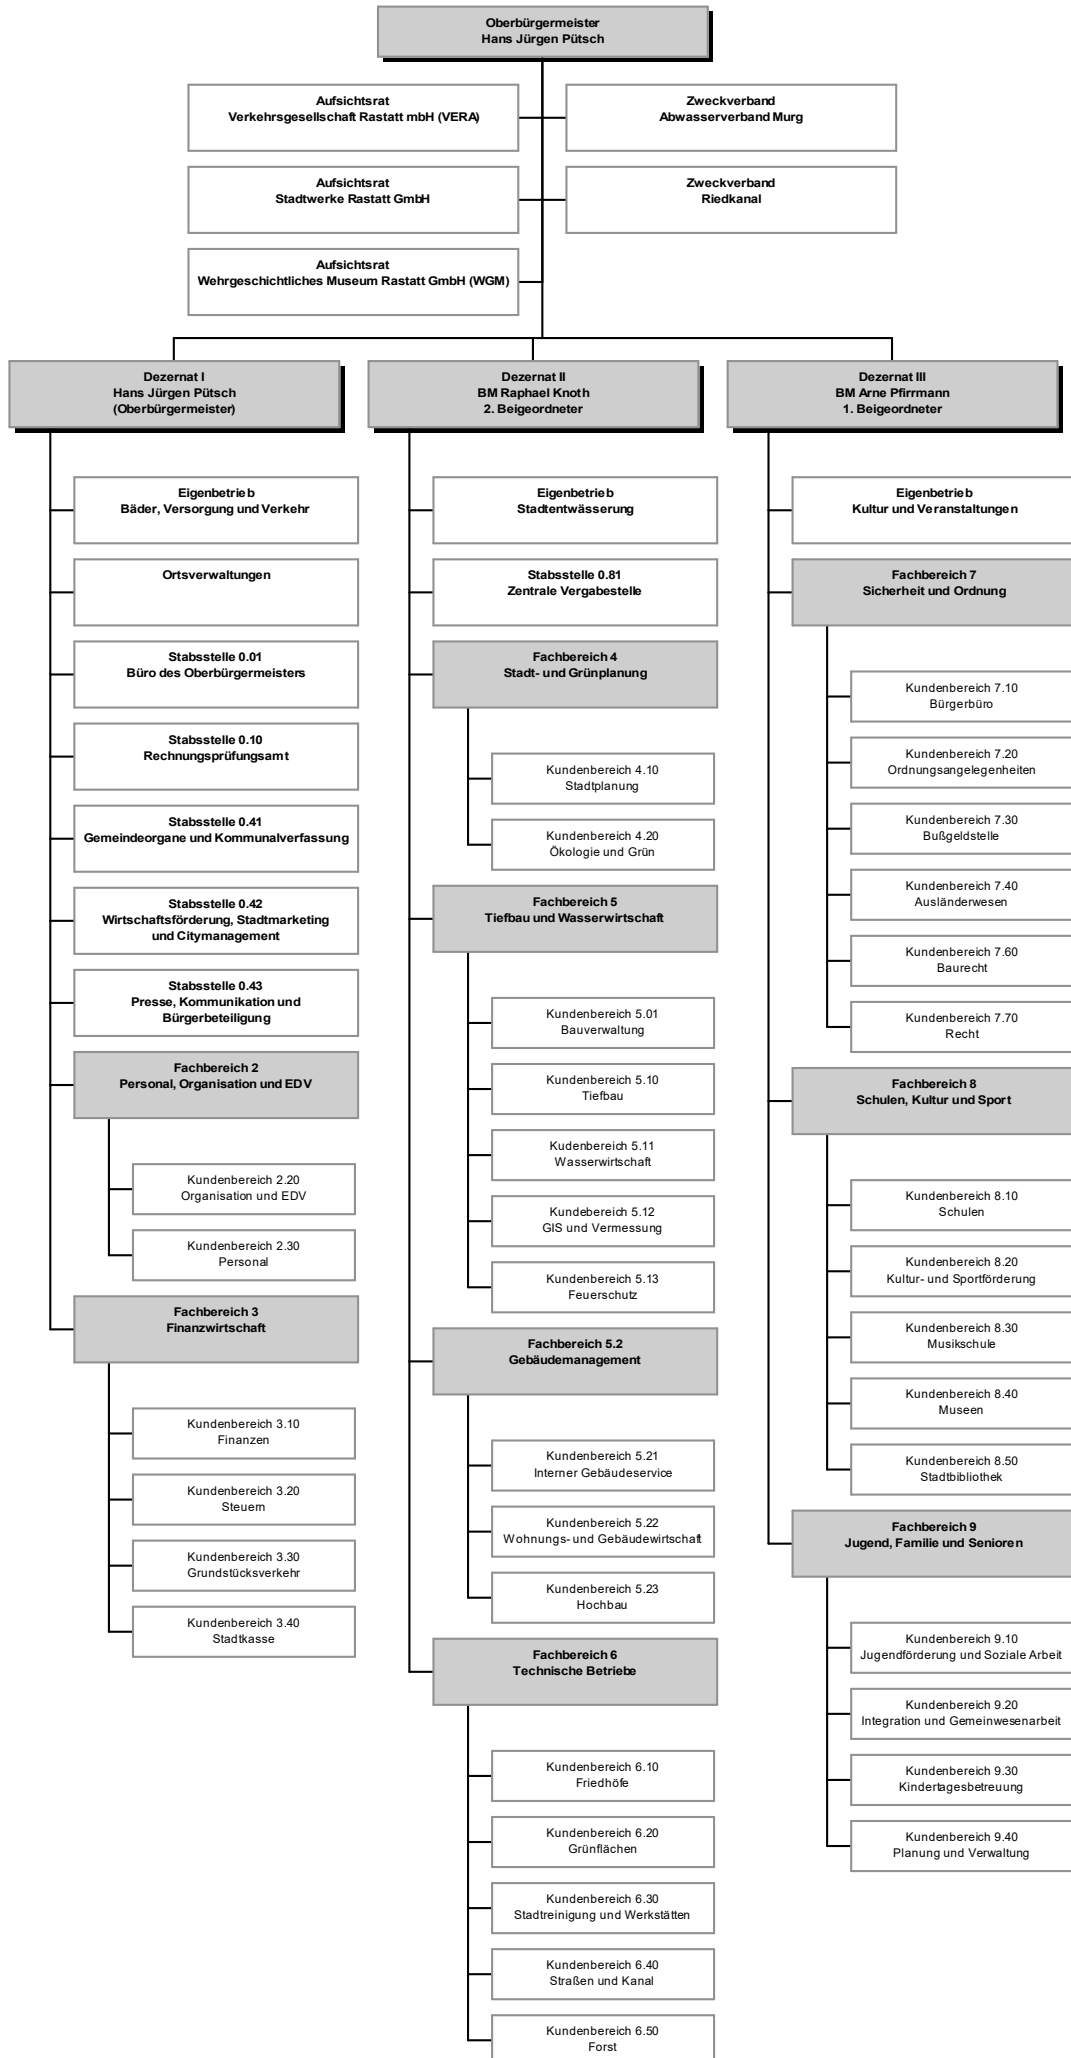 Oberbürgermeister
Hans Jürgen Pütsch
Aufsichtsrat
Verkehrsgesellschaft Rastatt mbH (VERA)
Zweckverband
Abwasserverband Murg
Aufsichtsrat
Stadtwerke Rastatt GmbH
Zweckverband
Riedkanal
Aufsichtsrat
Wehrgeschichtliches Museum Rastatt GmbH (WGM)
Dezernat I
Hans Jürgen Pütsch
(Oberbürgermeister)
Eigenbetrieb
Bäder, Versorgung und Verkehr
Ortsverwaltungen
Stabsstelle 0.01
Büro des Oberbürgermeisters
Stabsstelle 0.10
Rechnungsprüfungsamt
Stabsstelle 0.41
Gemeindeorgane und Kommunalverfassung
Stabsstelle 0.42
Wirtschaftsförderung, Stadtmarketing
und Citymanagement
Stabsstelle 0.43
Presse, Kommunikation und
Bürgerbeteiligung
Fachbereich 2
Personal, Organisation und EDV
Kundenbereich 2.20
Organisation und EDV
Kundenbereich 2.30
Personal
Fachbereich 3
Finanzwirtschaft
Kundenbereich 3.10
Finanzen
Kundenbereich 3.20
Steuern
Kundenbereich 3.30
Grundstücksverkehr
Kundenbereich 3.40
Stadtkasse
Dezernat II
BM Raphael Knoth
2. Beigeordneter
Eigenbetrieb
Stadtentwässerung
Stabsstelle 0.81
Zentrale Vergabestelle
Fachbereich 4
Stadt- und Grünplanung
Kundenbereich 4.10
Stadtplanung
Kundenbereich 4.20
Ökologie und Grün
Fachbereich 5
Tiefbau und Wasserwirtschaft
Kundenbereich 5.01
Bauverwaltung
Kundenbereich 5.10
Tiefbau
Kudenbereich 5.11
Wasserwirtschaft
Kundebereich 5.12
GIS und Vermessung
Kundenbereich 5.13
Feuerschutz
Fachbereich 5.2
Gebäudemanagement
Kundenbereich 5.21
Interner Gebäudeservice
Kundenbereich 5.22
Wohnungs- und Gebäudewirtschaft
Kundenbereich 5.23
Hochbau
Fachbereich 6
Technische Betriebe
Kundenbereich 6.10
Friedhöfe
Kundenbereich 6.20
Grünflächen
Kundenbereich 6.30
Stadtreinigung und Werkstätten
Kundenbereich 6.40
Straßen und Kanal
Kundenbereich 6.50
Forst
Dezernat III
BM Arne Pfirrmann
1. Beigeordneter
Eigenbetrieb
Kultur und Veranstaltungen
Fachbereich 7
Sicherheit und Ordnung
Kundenbereich 7.10
Bürgerbüro
Kundenbereich 7.20
Ordnungsangelegenheiten
Kundenbereich 7.30
Bußgeldstelle
Kundenbereich 7.40
Ausländerwesen
Kundenbereich 7.60
Baurecht
Kundenbereich 7.70
Recht
Fachbereich 8
Schulen, Kultur und Sport
Kundenbereich 8.10
Schulen
Kundenbereich 8.20
Kultur- und Sportförderung
Kundenbereich 8.30
Musikschule
Kundenbereich 8.40
Museen
Kundenbereich 8.50
Stadtbibliothek
Fachbereich 9
Jugend, Familie und Senioren
Kundenbereich 9.10
Jugendförderung und Soziale Arbeit
Kundenbereich 9.20
Integration und Gemeinwesenarbeit
Kundenbereich 9.30
Kindertagesbetreuung
Kundenbereich 9.40
Planung und Verwaltung